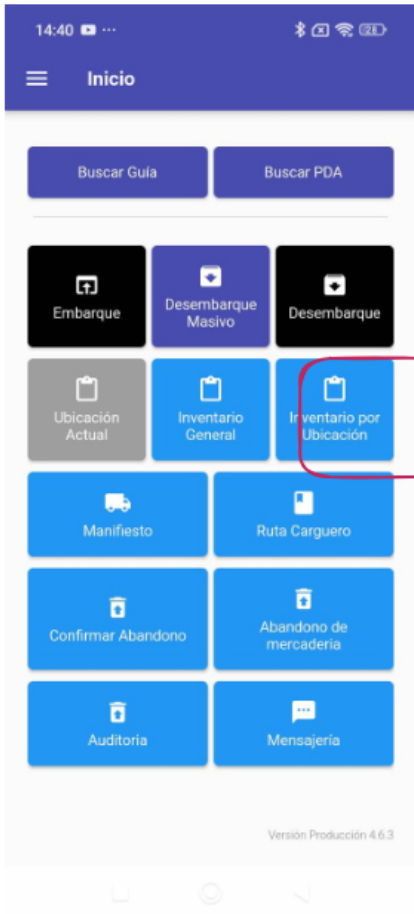 14:40
Inicio
Buscar Guía
Buscar PDA
Embarque
Desembarque
Masivo
Desembarque
Ubicación
Actual
Inventario
General
Inventario por
Ubicación
Manifiesto
Ruta Carguero
Confirmar Abandono
Abandono de
mercaderia
Auditoria
Mensajería
Versión Producción 4.6.3